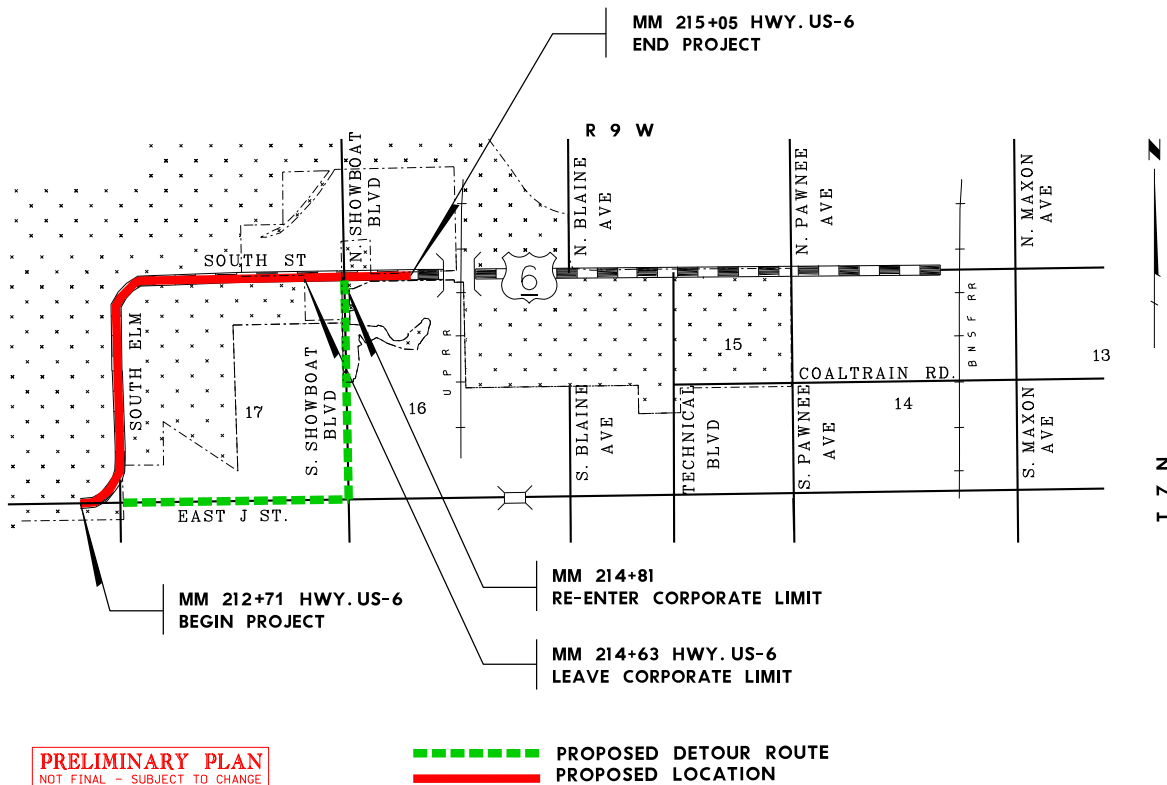 MM 215+05 HWY. US-6
END PROJECT
R 9 W
N. SHOWBOAT
BLVD
N. BLAINE
AVE
N. PAWNEE
AVE
N. MAXON
AVE
Z
SOUTH ST
6
SOUTH ELM
S. SHOWBOAT
BLVD
U P R R
BNSF RR
15
13
COALTRAIN RD.
17
16
14
S. BLAINE
AVE
TECHNICAL
BLVD
S. PAWNEE
AVE
S. MAXON
AVE
T 7 N
EAST J ST.
MM 212+71 HWY. US-6
BEGIN PROJECT
MM 214+81
RE-ENTER CORPORATE LIMIT
MM 214+63 HWY. US-6
LEAVE CORPORATE LIMIT
PRELIMINARY PLAN
NOT FINAL - SUBJECT TO CHANGE
PROPOSED DETOUR ROUTE
PROPOSED LOCATION